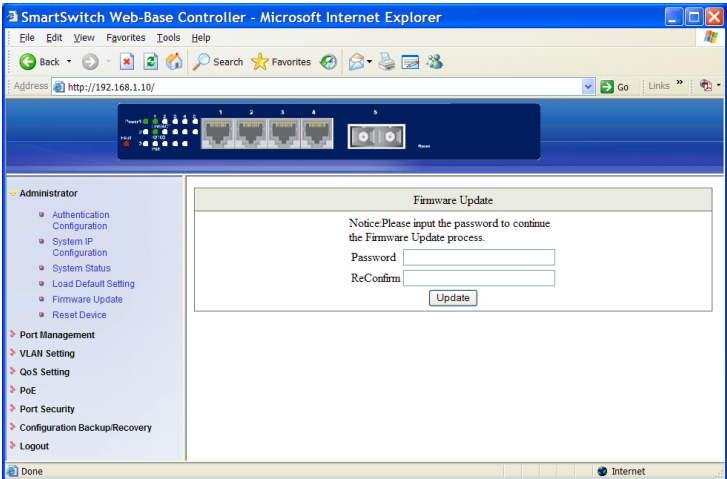 SmartSwitch Web-Base Controller - Microsoft Internet Explorer
File Edit View Favorites Tools Help
Back Search Favorites
Address http://192.168.1.10/ Go Links »
1 2 3 4 5
Power1
Reset
Administrator
Authentication
Configuration
System IP
Configuration
System Status
Load Default Setting
Firmware Update
Reset Device
Port Management
VLAN Setting
QoS Setting
PoE
Port Security
Configuration Backup/Recovery
Logout
Firmware Update
Notice:Please input the password to continue
the Firmware Update process.
Password
ReConfirm
Update
Done Internet